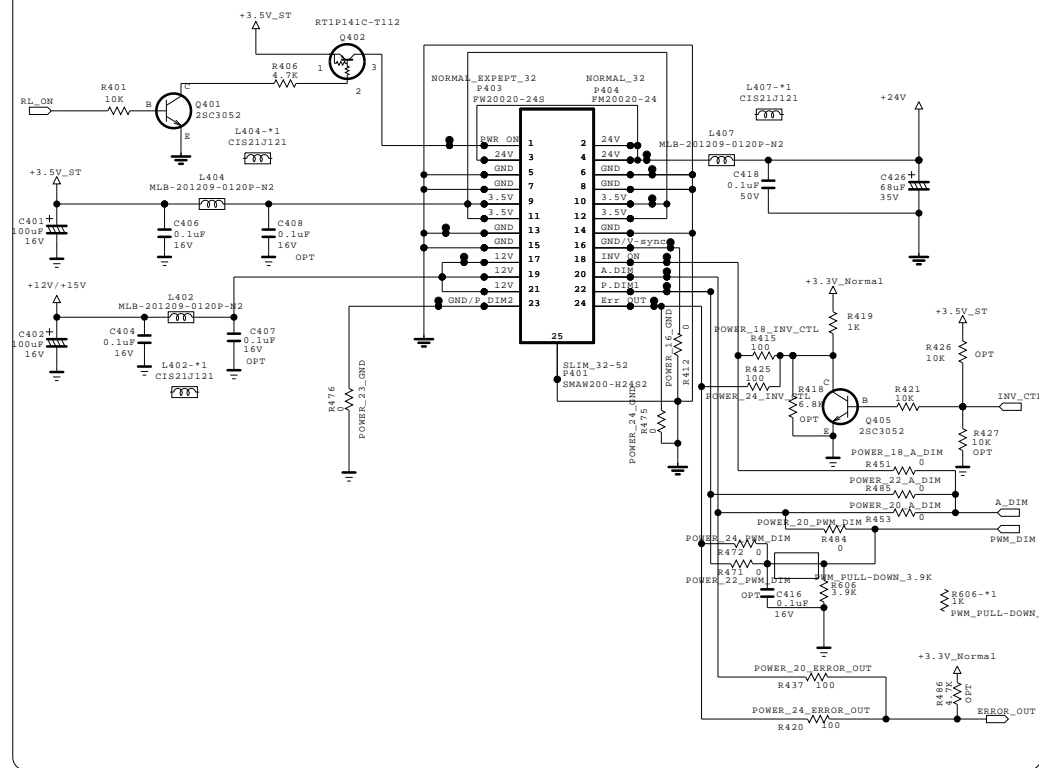 +3.5V_ST
RT1P141C-T112
Q402
R406
4.7K
1
3
2
RL_ON
R401
10K
B
C
E
Q401
2SC3052
L404-*1
CIS21J121
+3.5V_ST
L404
MLB-201209-0120P-N2
C401
100uF
16V
C406
0.1uF
16V
C408
0.1uF
16V
OPT
+12V/+15V
L402
MLB-201209-0120P-N2
C402
100uF
16V
C404
0.1uF
16V
C407
0.1uF
16V
OPT
L402-*1
CIS21J121
NORMAL_EXPEPT_32
P403
FW20020-24S
NORMAL_32
P404
FM20020-24
PWR ON
1
2
24V
24V
3
4
24V
GND
5
6
GND
GND
7
8
GND
3.5V
9
10
3.5V
3.5V
11
12
3.5V
GND
13
14
GND
GND
15
16
GND/V-sync
12V
17
18
INV ON
12V
19
20
A.DIM
12V
21
22
P.DIM1
GND/P.DIM2
23
24
Err OUT
25
SLIM_32-52
P401
SMAW200-H24S2
R476
0
POWER_23_GND
POWER_16_GND
R412
0
POWER_24_GND
R475
0
L407-*1
CIS21J121
+24V
L407
MLB-201209-0120P-N2
C418
0.1uF
50V
C426
68uF
35V
+3.3V_Normal
R419
1K
+3.5V_ST
R426
10K
OPT
POWER_18_INV_CTL
R415
100
R425
100
POWER_24_INV_CTL
R418
6.8K
OPT
C
B
E
Q405
2SC3052
R421
10K
INV_CTL
R427
10K
OPT
POWER_18_A_DIM
R451
0
POWER_22_A_DIM
R485
0
POWER_20_A_DIM
R453
0
A_DIM
POWER_20_PWM_DIM
R484
0
PWM_DIM
POWER_24_PWM_DIM
R472
0
R471
0
POWER_22_PWM_DIM
PWM_PULL-DOWN_3.9K
R606
3.9K
OPT
C416
0.1uF
16V
R606-*1
1K
PWM_PULL-DOWN_
+3.3V_Normal
POWER_20_ERROR_OUT
R437
100
R486
4.7K
OPT
POWER_24_ERROR_OUT
R420
100
ERROR_OUT